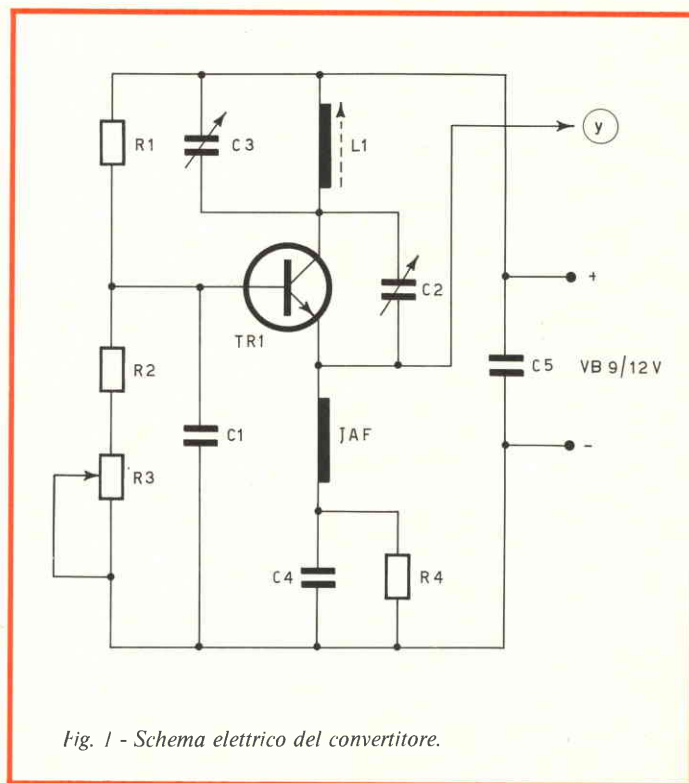 R1
C3
L1
y
C2
+
TR1
C5
VB 9/12 V
-
R2
C1
JAF
R3
C4
R4
Fig. 1 - Schema elettrico del convertitore.